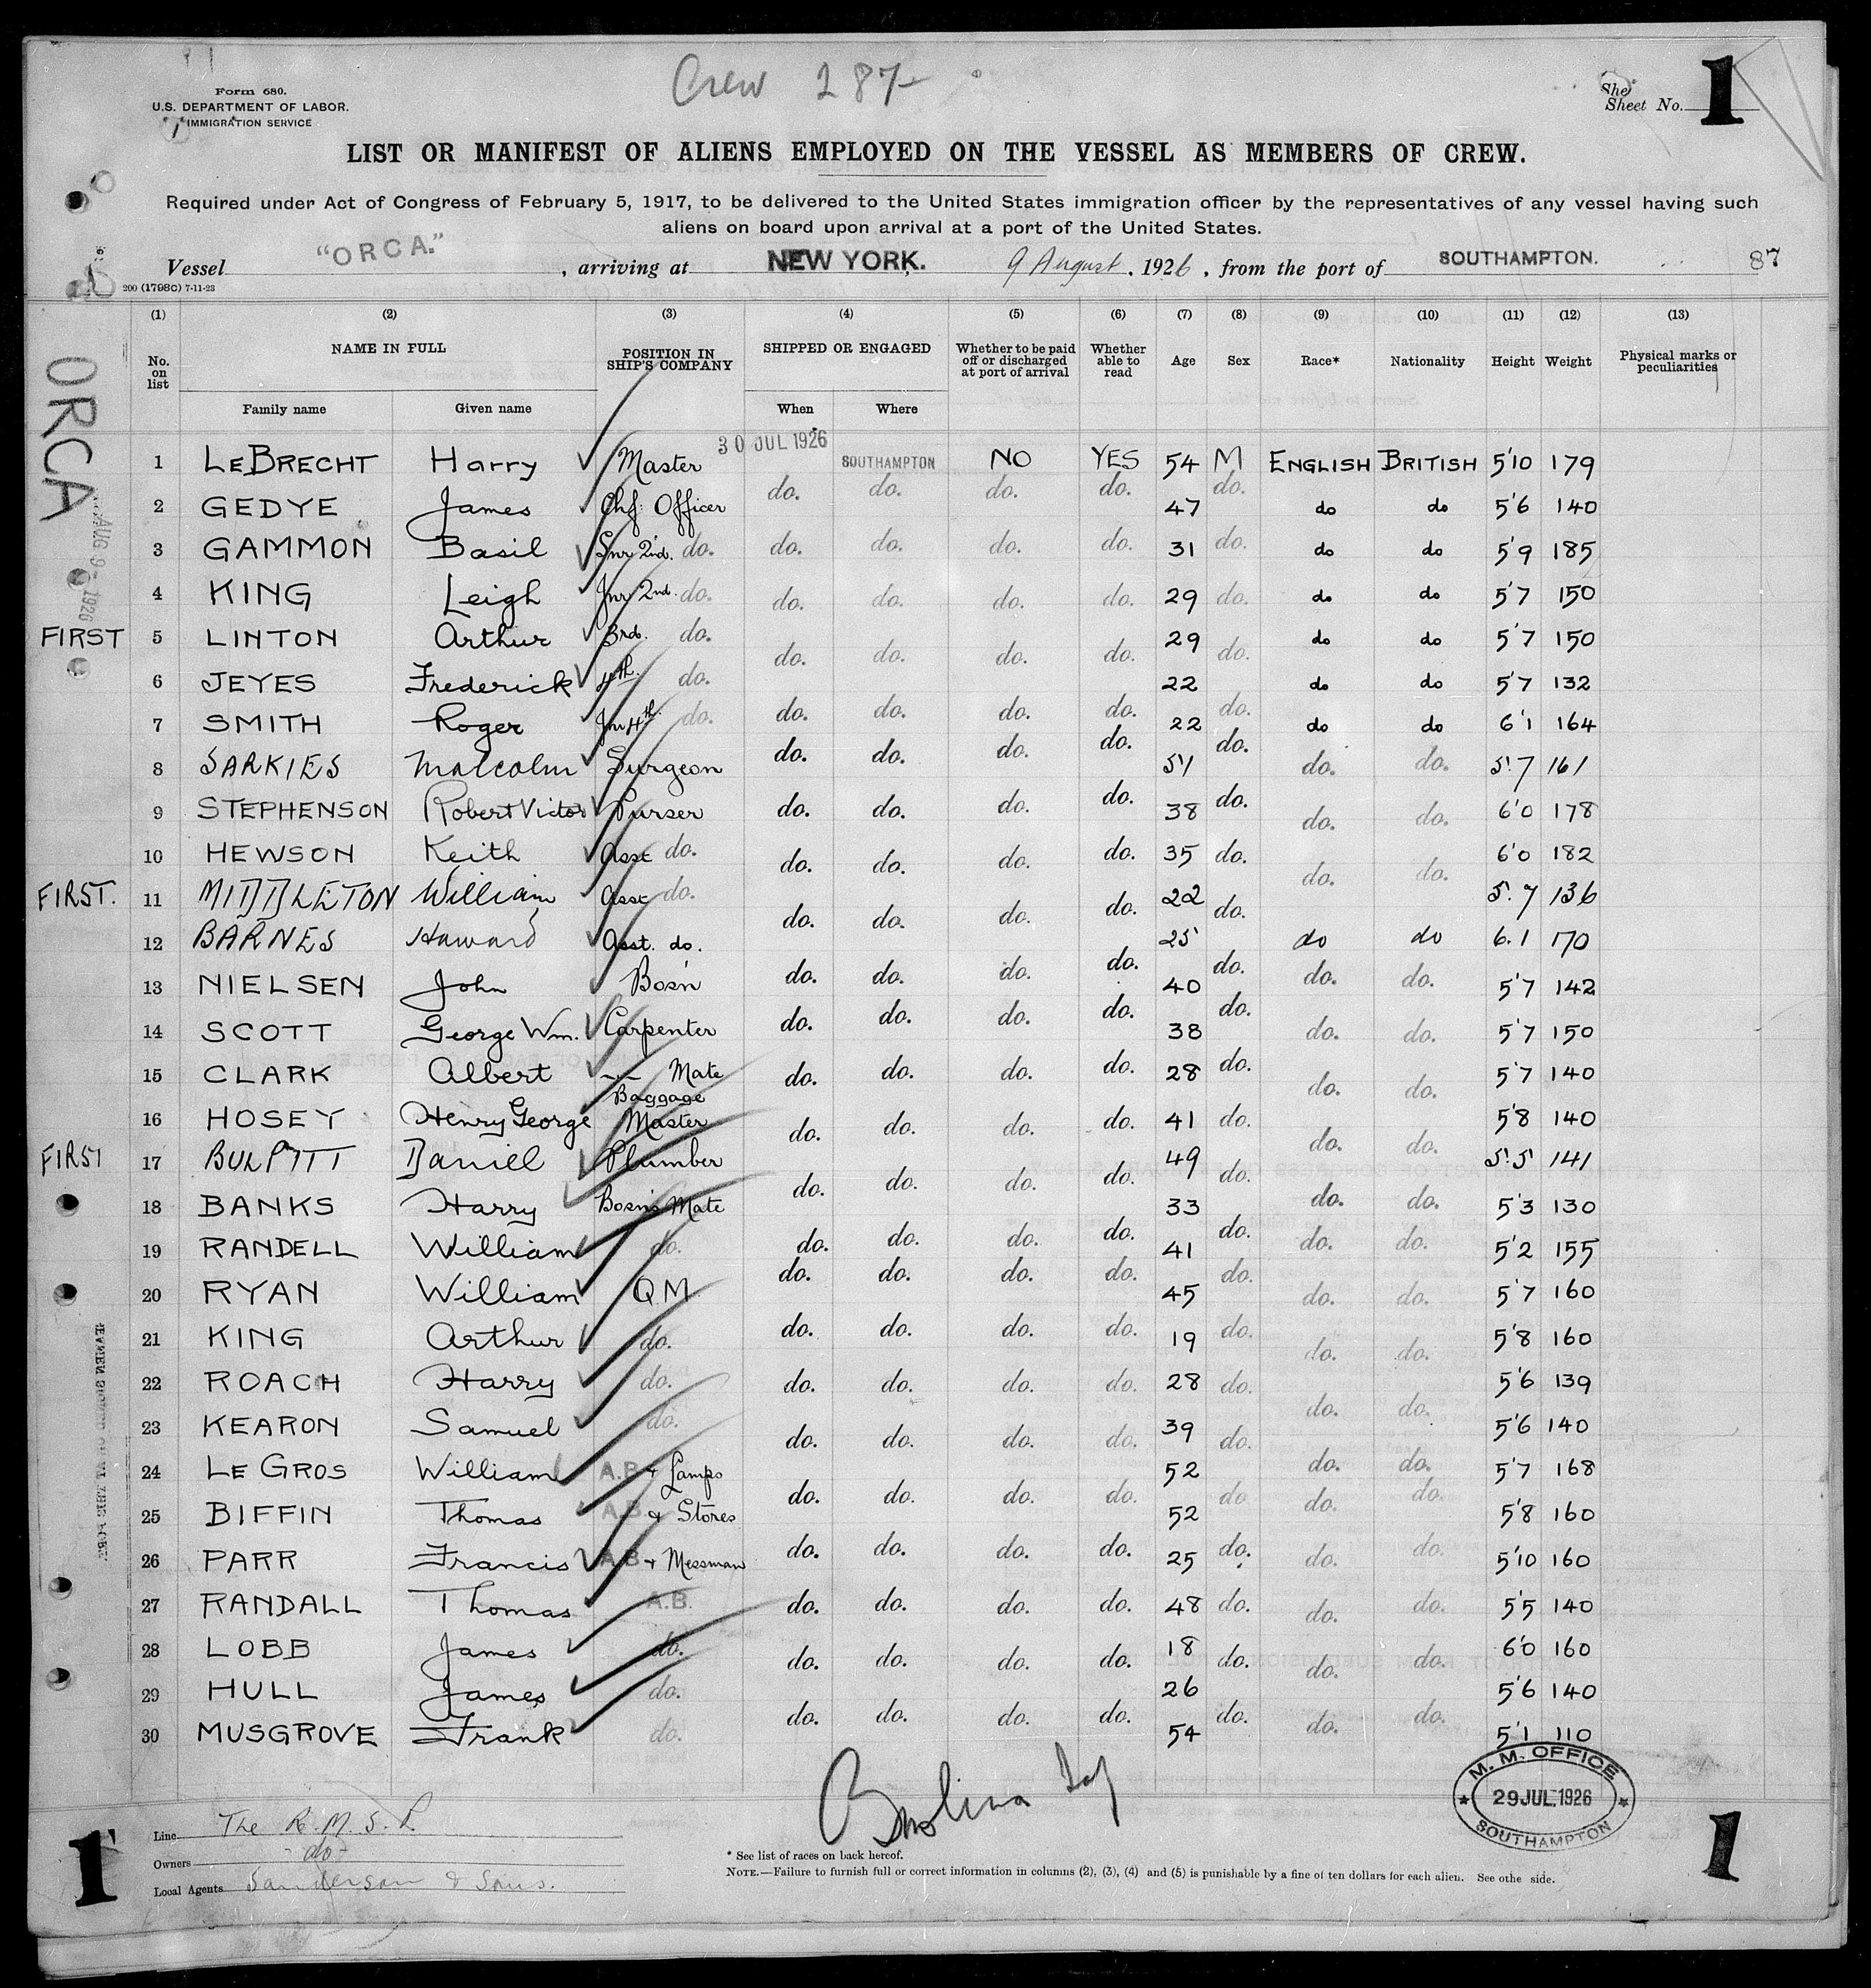 Crew 287-
Form 680.
U.S. DEPARTMENT OF LABOR.
IMMIGRATION SERVICE
Sheet No. 1
LIST OR MANIFEST OF ALIENS EMPLOYED ON THE VESSEL AS MEMBERS OF CREW.
Required under Act of Congress of February 5, 1917, to be delivered to the United States immigration officer by the representatives of any vessel having such
aliens on board upon arrival at a port of the United States.
Vessel "ORCA." , arriving at NEW YORK. 9 August , 1926 , from the port of SOUTHAMPTON. 87
200 (1798c) 7-11-23
(1) (2) (3) (4) (5) (6) (7) (8) (9) (10) (11) (12) (13)
No. on list NAME IN FULL POSITION IN SHIP'S COMPANY SHIPPED OR ENGAGED Whether to be paid off or discharged at port of arrival Whether able to read Age Sex Race* Nationality Height Weight Physical marks or peculiarities
Family name Given name When Where
ORCA
AUG 9 - 1926
1 LEBRECHT Harry Master 30 JUL 1926 SOUTHAMPTON NO YES 54 M ENGLISH BRITISH 5'10 179
2 GEDYE James Chf. Officer do. do. do. do. 47 do. do do 5'6 140
3 GAMMON Basil Snr 2nd. do. do. do. do. do. 31 do. do do 5'9 185
4 KING Leigh Jnr 2nd. do. do. do. do. do. 29 do. do do 5'7 150
FIRST 5 LINTON Arthur 3rd. do. do. do. do. do. 29 do. do do 5'7 150
6 JEYES Frederick 4th. do. do. do. do. do. 22 do. do do 5'7 132
7 SMITH Roger Jnr 4th. do. do. do. do. do. 22 do. do do 6'1 164
8 SARKIES Malcolm Surgeon do. do. do. do. 51 do. do. do. 5.7 161
9 STEPHENSON Robert Victor Purser do. do. do. do. 38 do. do. do. 6'0 178
10 HEWSON Keith Asst do. do. do. do. do. 35 do. do. do. 6'0 182
FIRST. 11 MIDDLETON William Asst do. do. do. do. do. 22 do. 5.7 136
12 BARNES Howard Asst. do. 25 do do 6.1 170
13 NIELSEN John Bos'n do. do. do. do. 40 do. do. do. 5'7 142
14 SCOTT George Wm. Carpenter do. do. do. do. 38 do. do. do. 5'7 150
15 CLARK Albert Mate do. do. do. do. 28 do. do. do. 5'7 140
16 HOSEY Henry George Baggage Master do. do. do. do. 41 do. do. do. 5'8 140
FIRST 17 BULPITT Daniel Plumber 49 do. 5.5 141
18 BANKS Harry Bosn's Mate do. do. do. do. 33 do. do. 5'3 130
19 RANDELL William do. do. do. do. do. 41 do. do. do. 5'2 155
20 RYAN William Q.M do. do. do. do. 45 do. do. do. 5'7 160
21 KING Arthur do. do. do. do. do. 19 do. do. do. 5'8 160
22 ROACH Harry do. do. do. do. do. 28 do. 5'6 139
23 KEARON Samuel do. do. do. do. do. 39 do. do. do. 5'6 140
24 LE GROS William A.B + Lamps 52 do. do. 5'7 168
25 BIFFIN Thomas A.B. & Stores do. do. do. do. 52 do do. do. 5'8 160
26 PARR Francis A.B + Messman do. do. do. do. 25 do. do. do. 5'10 160
27 RANDALL Thomas A.B. do. do. do. do. 48 do. do. do. 5'5 140
28 LOBB James do. do. do. do. do. 18 do. do. do. 6'0 160
29 HULL James do. 26 5'6 140
30 MUSGROVE Frank do. do. do. do. do. 54 do. do. do. 5'1 110
M. M. OFFICE
29 JUL 1926
SOUTHAMPTON
Line The R. M. S. P.
Owners - do -
Local Agents Sanderson & Sons.
* See list of races on back hereof.
NOTE.—Failure to furnish full or correct information in columns (2), (3), (4) and (5) is punishable by a fine of ten dollars for each alien. See othe side.
1 1